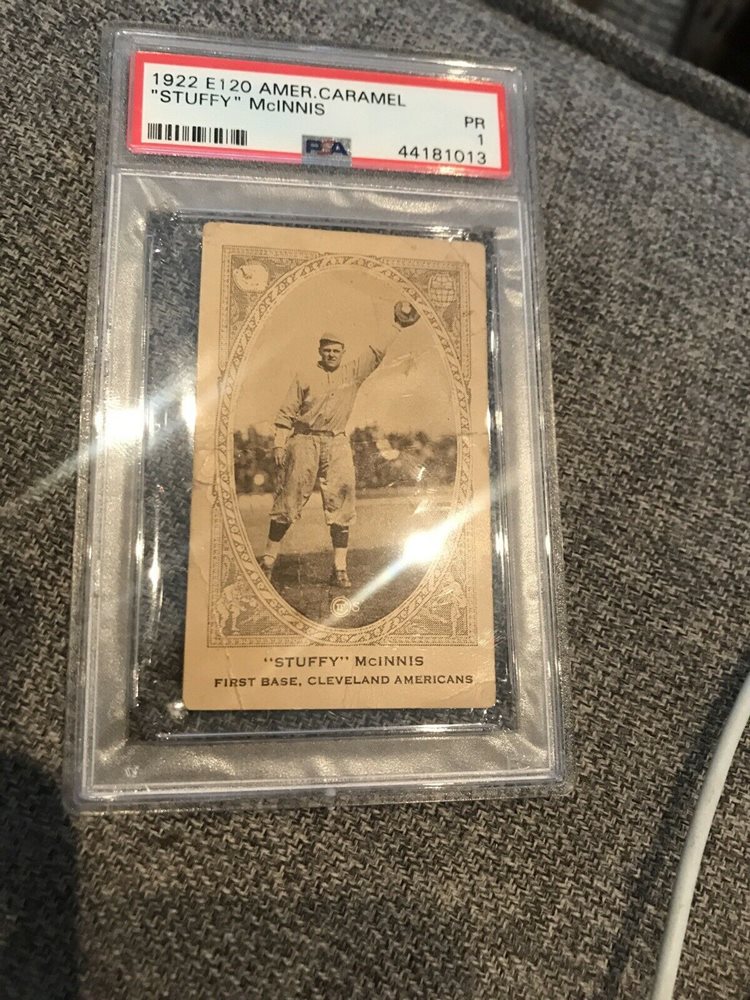 1922 E120 AMER.CARAMEL
"STUFFY" McINNIS
PR
1
PSA
44181013
"STUFFY" McINNIS
FIRST BASE, CLEVELAND AMERICANS